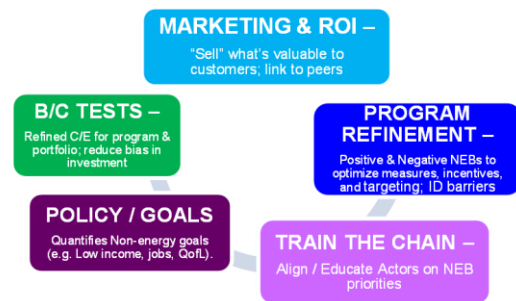 MARKETING & ROI –
“Sell” what’s valuable to
customers; link to peers
B/C TESTS –
Refined C/E for program &
portfolio; reduce bias in
investment
PROGRAM
REFINEMENT –
Positive & Negative NEBs to
optimize measures, incentives,
and targeting; ID barriers
POLICY / GOALS
Quantifies Non-energy goals
(e.g. Low income, jobs, QofL).
TRAIN THE CHAIN –
Align / Educate Actors on NEB
priorities